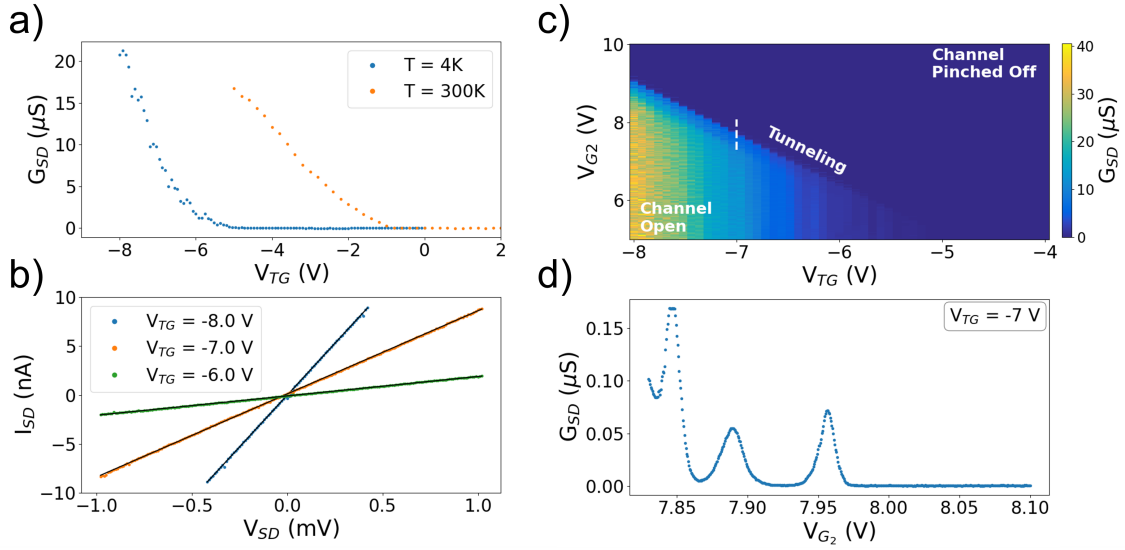 a)
G_SD (μS)
20
15
10
5
0
T = 4K
T = 300K
−8
−6
−4
−2
0
2
V_TG (V)
b)
I_SD (nA)
10
5
0
−5
−10
V_TG = -8.0 V
V_TG = -7.0 V
V_TG = -6.0 V
−1.0
−0.5
0.0
0.5
1.0
V_SD (mV)
c)
V_G2 (V)
10
8
6
Channel
Pinched Off
Tunneling
Channel
Open
−8
−7
−6
−5
−4
V_TG (V)
40
30
20
10
0
G_SD (μS)
d)
G_SD (μS)
0.15
0.10
0.05
0.00
V_TG = -7 V
7.85
7.90
7.95
8.00
8.05
8.10
V_G₂ (V)